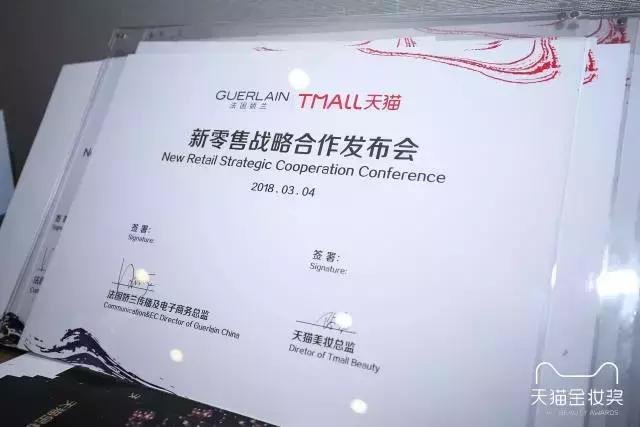 GUERLAIN
法国娇兰
TMALL天猫
新零售战略合作发布会
New Retail Strategic Cooperation Conference
2018.03.04
签署:
Signature:
法国娇兰传播及电子商务总监
Communication&EC Director of Guerlain China
签署:
Signature:
天猫美妆总监
Diretor of Tmall Beauty
天猫金妆奖
BEAUTY AWARDS